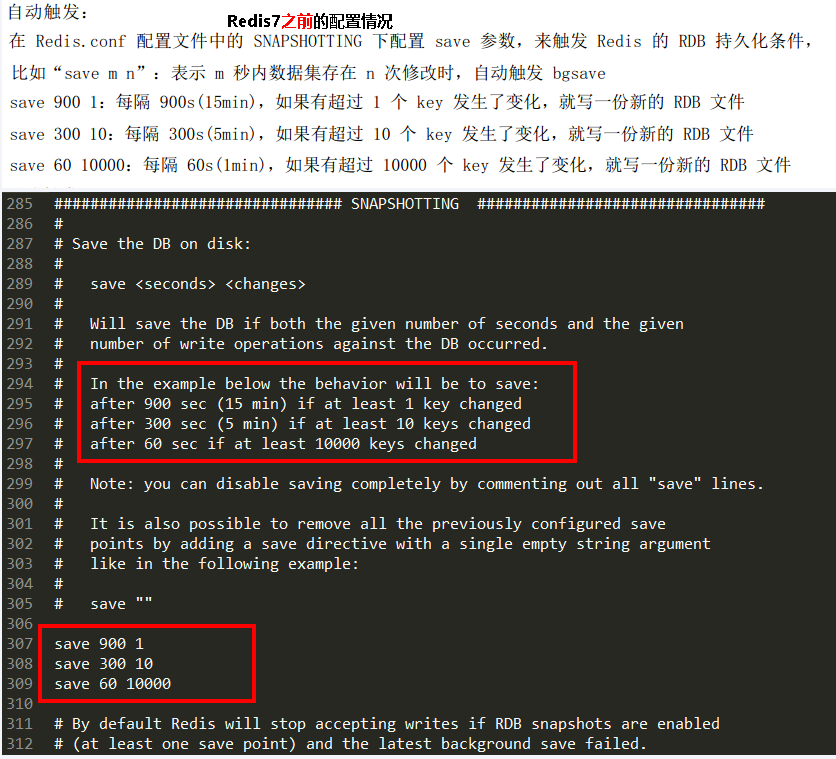 自动触发：
Redis7之前的配置情况
在 Redis.conf 配置文件中的 SNAPSHOTTING 下配置 save 参数，来触发 Redis 的 RDB 持久化条件，
比如“save m n”：表示 m 秒内数据集存在 n 次修改时，自动触发 bgsave
save 900 1：每隔 900s(15min)，如果有超过 1 个 key 发生了变化，就写一份新的 RDB 文件
save 300 10：每隔 300s(5min)，如果有超过 10 个 key 发生了变化，就写一份新的 RDB 文件
save 60 10000：每隔 60s(1min)，如果有超过 10000 个 key 发生了变化，就写一份新的 RDB 文件
285 ################################ SNAPSHOTTING ################################
286 #
287 # Save the DB on disk:
288 #
289 #   save <seconds> <changes>
290 #
291 #   Will save the DB if both the given number of seconds and the given
292 #   number of write operations against the DB occurred.
293 #
294 #   In the example below the behavior will be to save:
295 #   after 900 sec (15 min) if at least 1 key changed
296 #   after 300 sec (5 min) if at least 10 keys changed
297 #   after 60 sec if at least 10000 keys changed
298 #
299 #   Note: you can disable saving completely by commenting out all "save" lines.
300 #
301 #   It is also possible to remove all the previously configured save
302 #   points by adding a save directive with a single empty string argument
303 #   like in the following example:
304 #
305 #   save ""
306
307 save 900 1
308 save 300 10
309 save 60 10000
310
311 # By default Redis will stop accepting writes if RDB snapshots are enabled
312 # (at least one save point) and the latest background save failed.